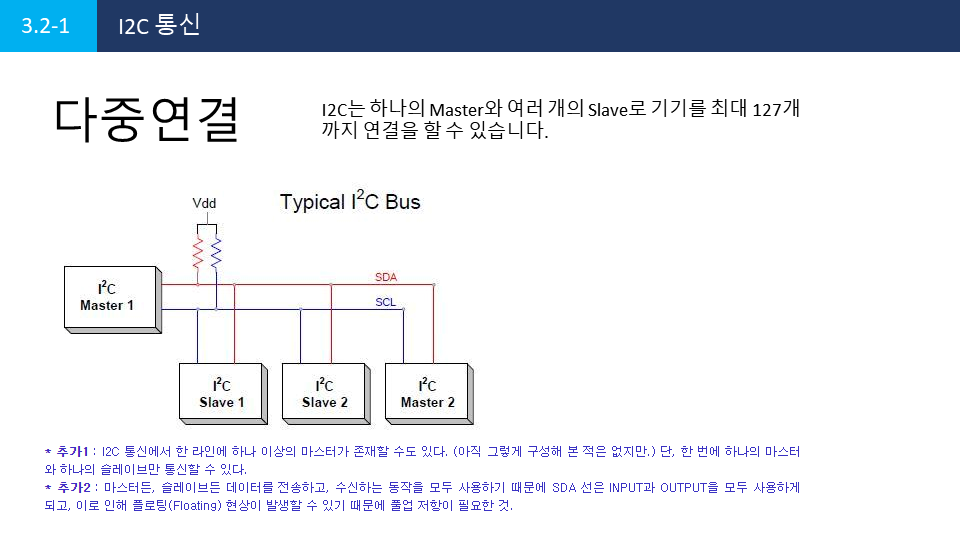 3.2-1
I2C 통신
다중연결
I2C는 하나의 Master와 여러 개의 Slave로 기기를 최대 127개
까지 연결을 할 수 있습니다.
Typical I²C Bus
Vdd
SDA
SCL
I²C
Master 1
I²C
Slave 1
I²C
Slave 2
I²C
Master 2
* 추가1 : I2C 통신에서 한 라인에 하나 이상의 마스터가 존재할 수도 있다. (아직 그렇게 구성해 본 적은 없지만.) 단, 한 번에 하나의 마스터
와 하나의 슬레이브만 통신할 수 있다.
* 추가2 : 마스터든, 슬레이브든 데이터를 전송하고, 수신하는 동작을 모두 사용하기 때문에 SDA 선은 INPUT과 OUTPUT을 모두 사용하게
되고, 이로 인해 플로팅(Floating) 현상이 발생할 수 있기 때문에 풀업 저항이 필요한 것.